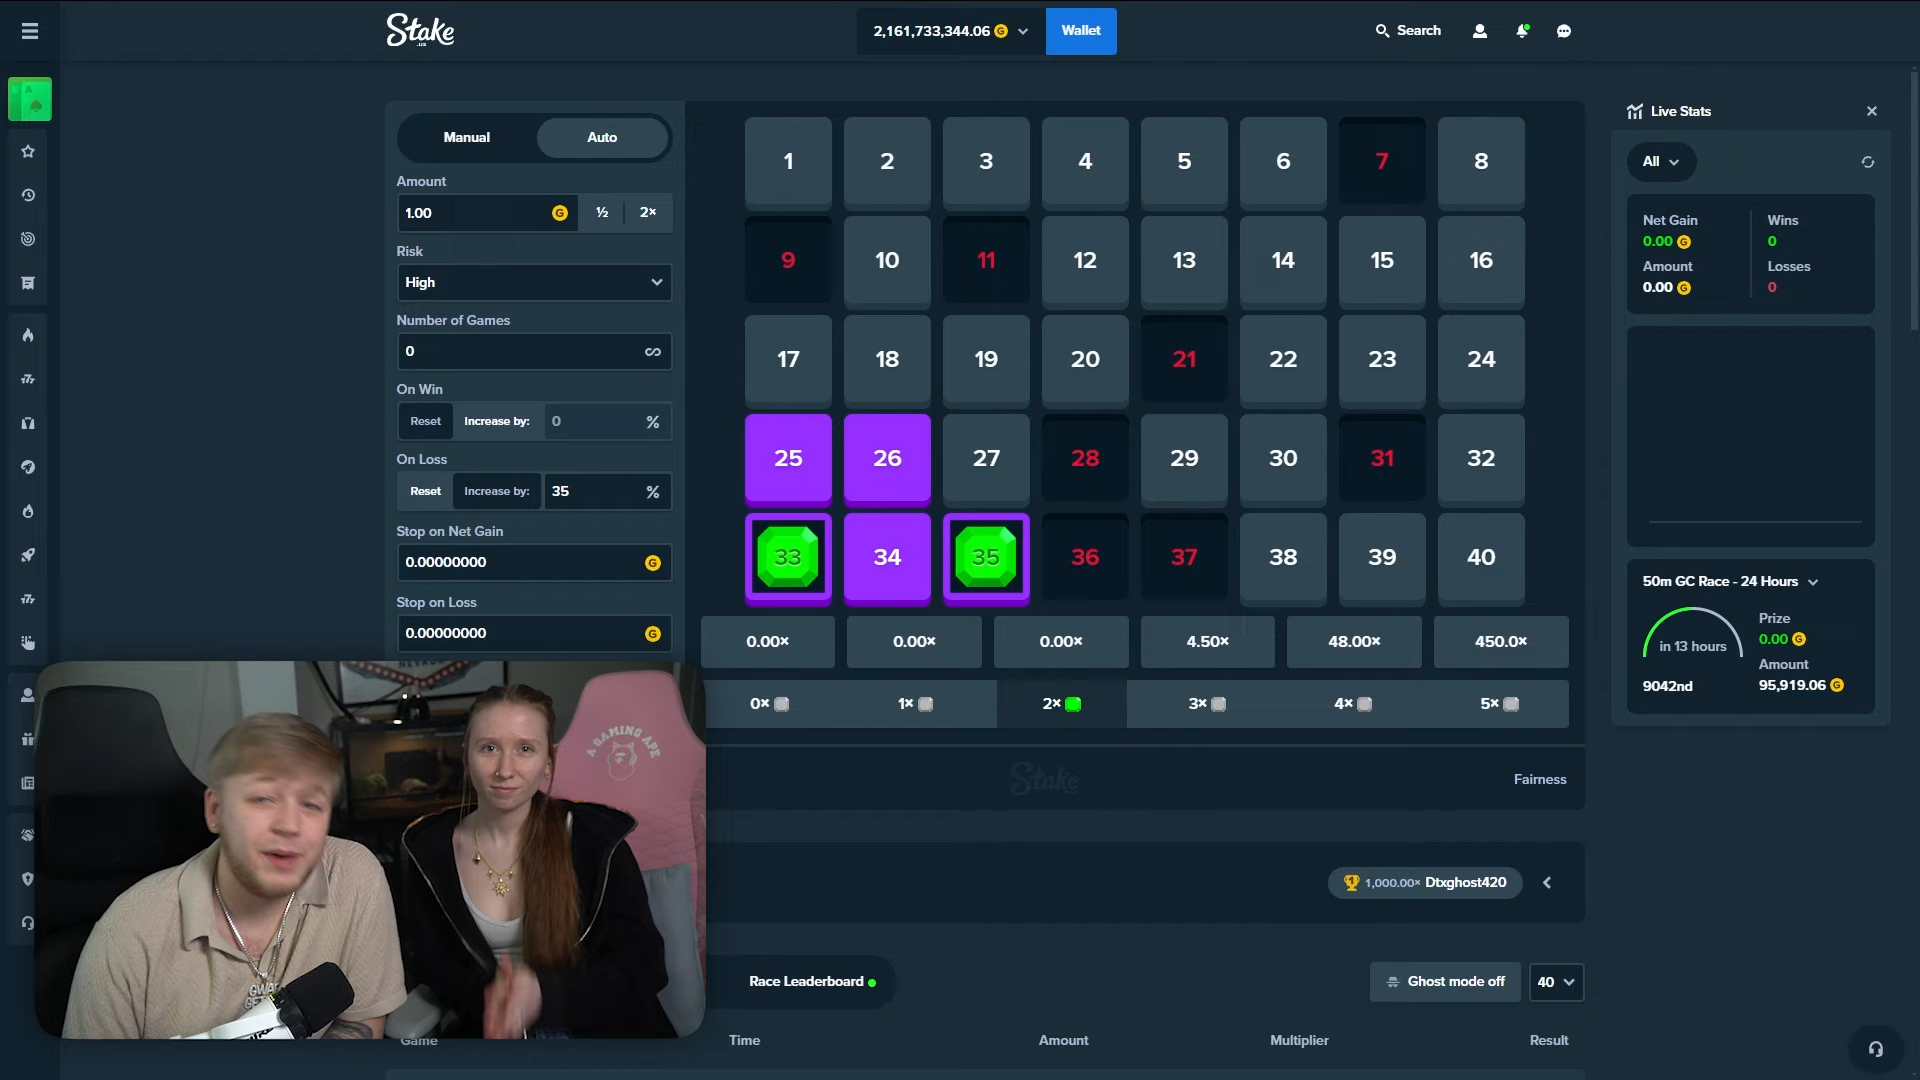 Stake
.US
2,161,733,344.06
Wallet
Search
Manual
Auto
Amount
1.00
½
2×
Risk
High
Number of Games
0
On Win
Reset
Increase by:
0
%
On Loss
Reset
Increase by:
35
%
Stop on Net Gain
0.00000000
Stop on Loss
0.00000000
1 2 3 4 5 6 7 8
9 10 11 12 13 14 15 16
17 18 19 20 21 22 23 24
25 26 27 28 29 30 31 32
33 34 35 36 37 38 39 40
0.00× 0.00× 0.00× 4.50× 48.00× 450.0×
0× 1× 2× 3× 4× 5×
Stake
Fairness
1,000.00× Dtxghost420
Race Leaderboard
Ghost mode off
40
Game Time Amount Multiplier Result
Live Stats
All
Net Gain
0.00
Wins
0
Amount
0.00
Losses
0
50m GC Race - 24 Hours
in 13 hours
9042nd
Prize
0.00
Amount
95,919.06
NEVADA
A GAMING APE